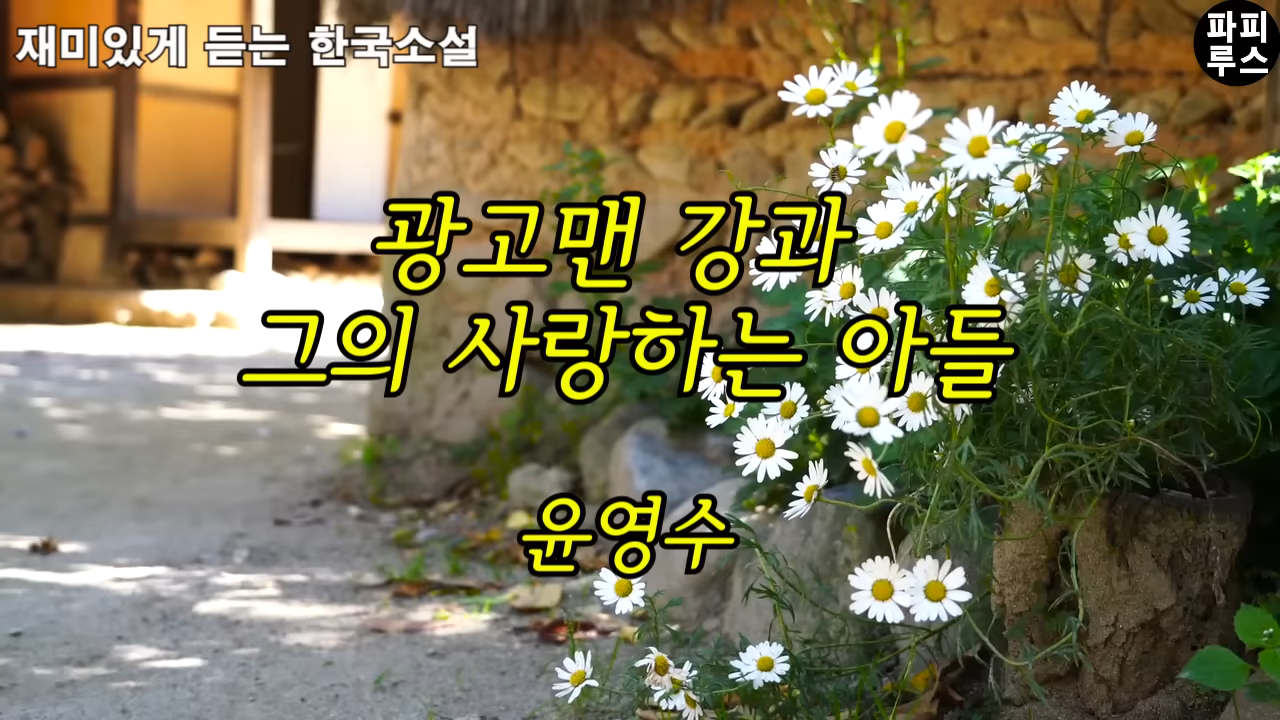 재미있게 듣는 한국소설
파피
루스
광고맨 강과
그의 사랑하는 아들
윤영수